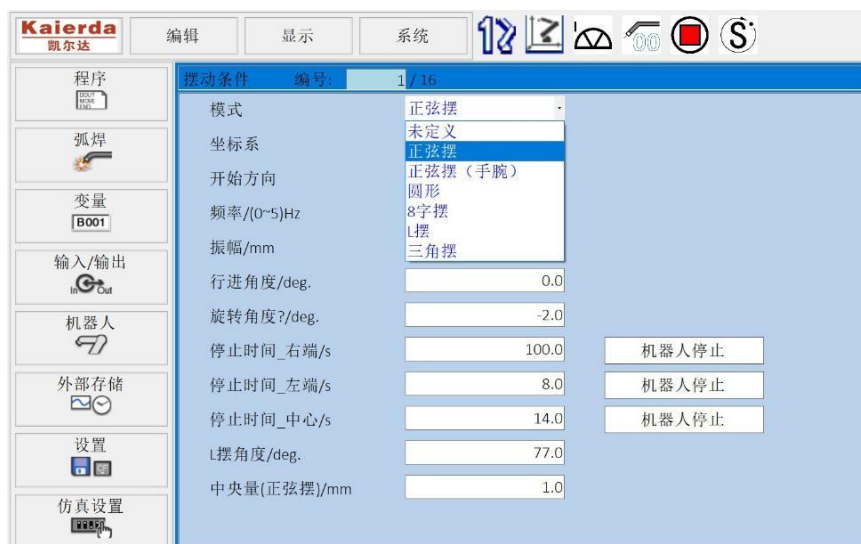 Kaierda
凯尔达
编辑
显示
系统
程序
弧焊
变量
B001
输入/输出
In Out
机器人
外部存储
设置
仿真设置
摆动条件 编号: 1 / 16
模式 正弦摆
未定义
坐标系
正弦摆
正弦摆（手腕）
开始方向
圆形
频率/(0~5)Hz
8字摆
L摆
振幅/mm
三角摆
行进角度/deg. 0.0
旋转角度?/deg. -2.0
停止时间_右端/s 100.0 机器人停止
停止时间_左端/s 8.0 机器人停止
停止时间_中心/s 14.0 机器人停止
L摆角度/deg. 77.0
中央量(正弦摆)/mm 1.0